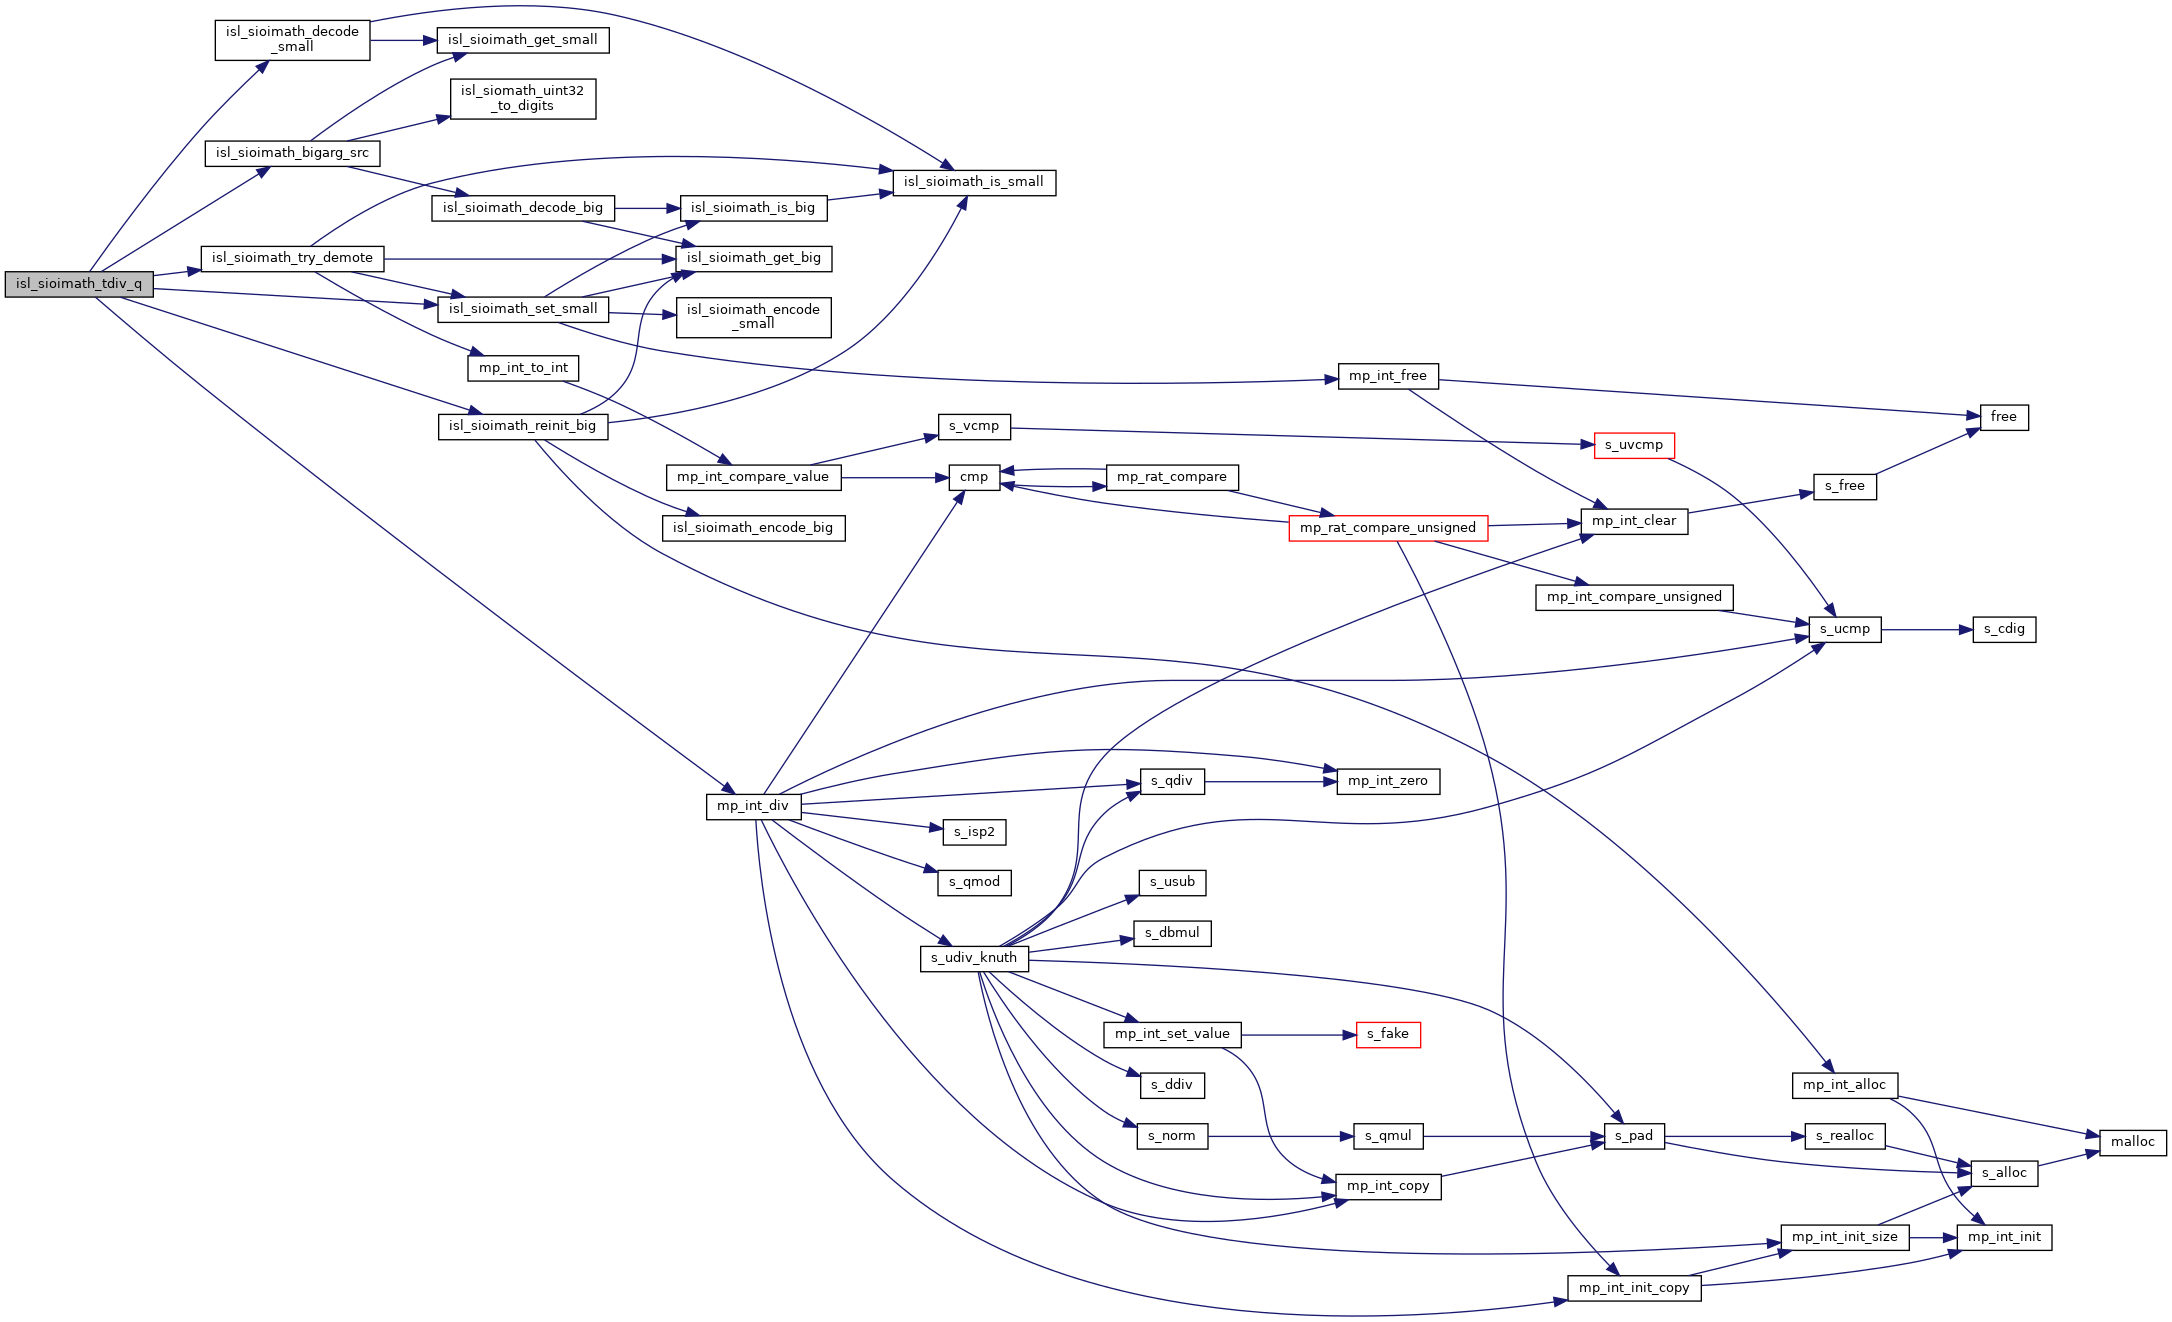 isl_sioimath_tdiv_q
isl_sioimath_decode
_small
isl_sioimath_bigarg_src
isl_sioimath_try_demote
isl_sioimath_get_small
isl_siomath_uint32
_to_digits
isl_sioimath_decode_big
isl_sioimath_set_small
mp_int_to_int
isl_sioimath_reinit_big
isl_sioimath_is_big
isl_sioimath_get_big
isl_sioimath_encode
_small
mp_int_compare_value
isl_sioimath_encode_big
mp_int_div
isl_sioimath_is_small
s_vcmp
cmp
s_isp2
s_qmod
s_udiv_knuth
mp_rat_compare
s_qdiv
s_usub
s_dbmul
mp_int_set_value
s_ddiv
s_norm
mp_int_free
mp_rat_compare_unsigned
mp_int_zero
s_fake
s_qmul
mp_int_copy
s_uvcmp
mp_int_clear
mp_int_compare_unsigned
s_pad
mp_int_init_copy
s_free
s_ucmp
mp_int_alloc
s_realloc
mp_int_init_size
free
s_cdig
s_alloc
mp_int_init
malloc